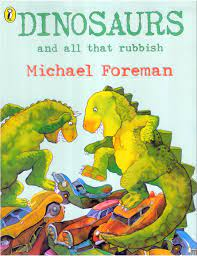 DINOSAURS
and all that rubbish
Michael Foreman